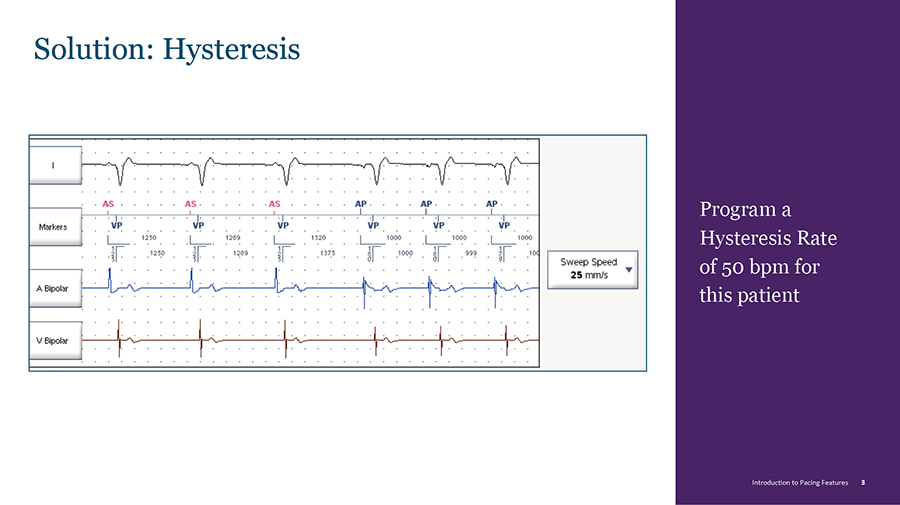 Solution: Hysteresis
I
AS AS AS AP AP AP
Markers
VP VP VP VP VP VP
1250 1289 1320 1000 1000 1000
1250 1289 1375 1000 999 100
A Bipolar
V Bipolar
Sweep Speed
25 mm/s
Program a
Hysteresis Rate
of 50 bpm for
this patient
Introduction to Pacing Features 3